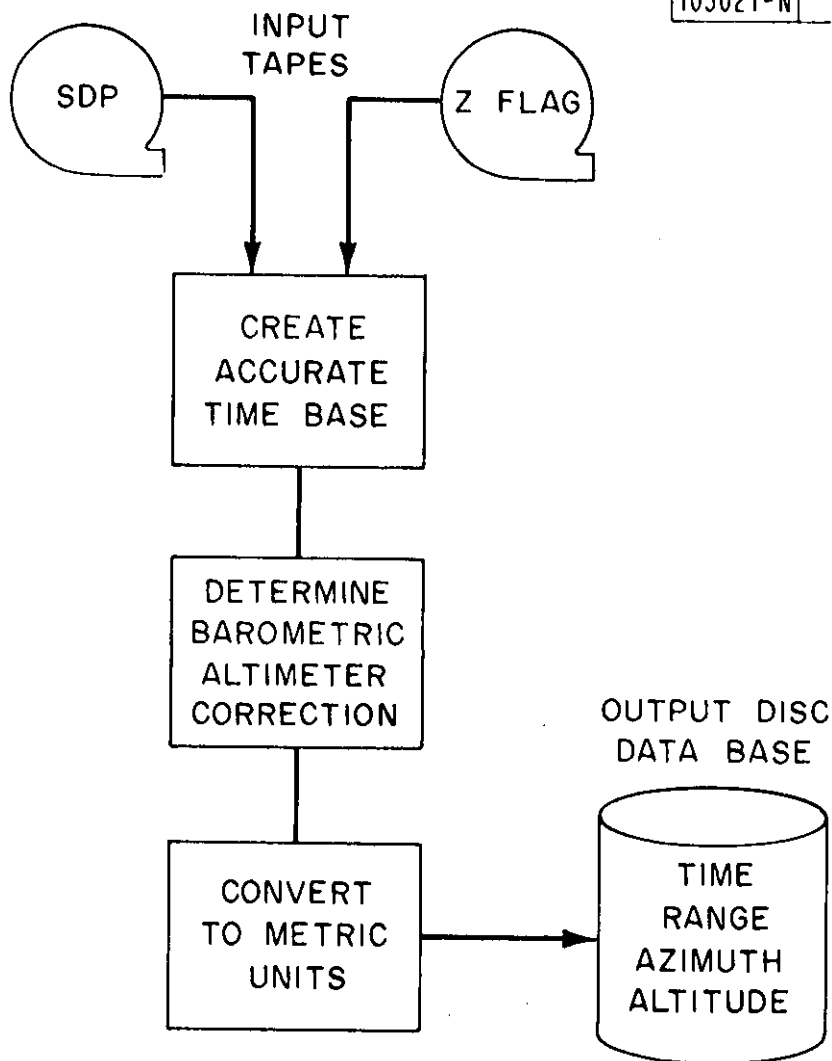 INPUT
TAPES
SDP
Z FLAG
CREATE
ACCURATE
TIME BASE
DETERMINE
BAROMETRIC
ALTIMETER
CORRECTION
OUTPUT DISC
DATA BASE
CONVERT
TO METRIC
UNITS
TIME
RANGE
AZIMUTH
ALTITUDE